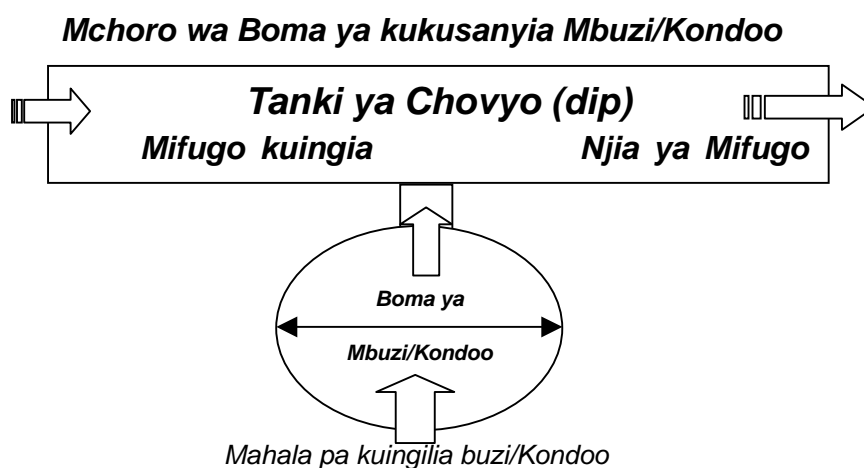 Mchoro wa Boma ya kukusanyia Mbuzi/Kondoo
Tanki ya Chovyo (dip)
Mifugo kuingia Njia ya Mifugo
Boma ya
Mbuzi/Kondoo
Mahala pa kuingilia buzi/Kondoo